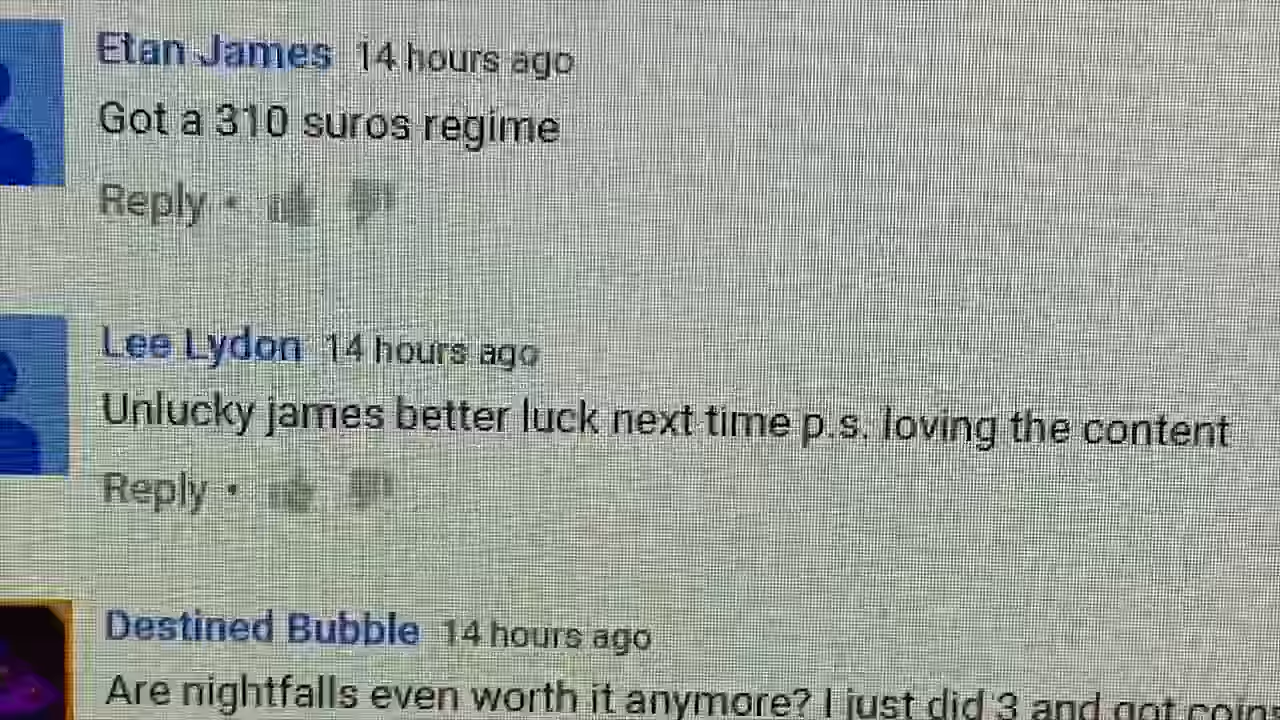 Etan James 14 hours ago
Got a 310 suros regime
Reply •
Lee Lydon 14 hours ago
Unlucky james better luck next time p.s. loving the content
Reply •
Destined Bubble 14 hours ago
Are nightfalls even worth it anymore? I just did 3 and got